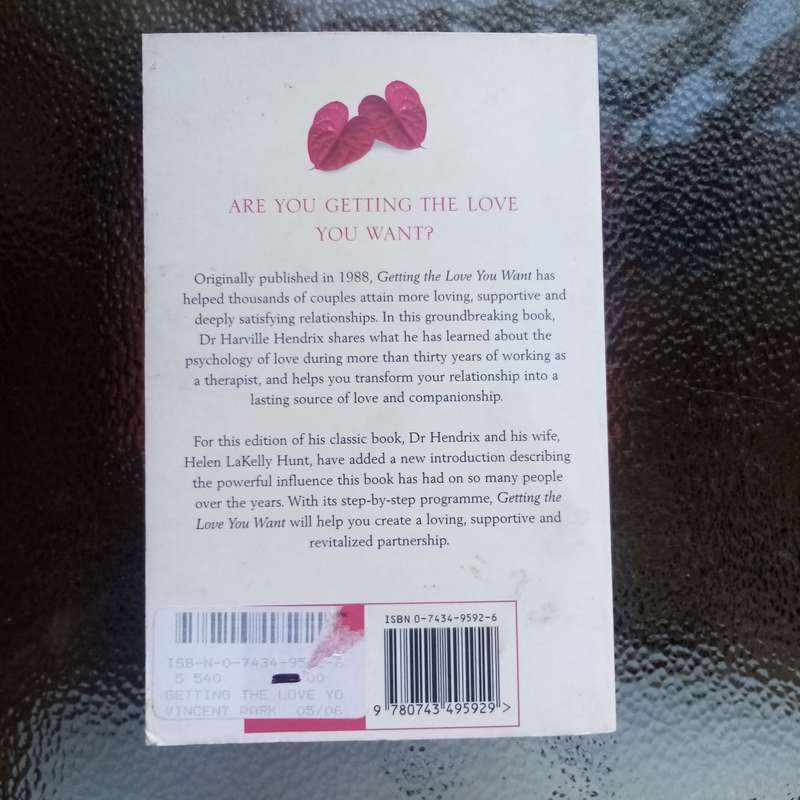 ARE YOU GETTING THE LOVE
YOU WANT?
Originally published in 1988, Getting the Love You Want has
helped thousands of couples attain more loving, supportive and
deeply satisfying relationships. In this groundbreaking book,
Dr Harville Hendrix shares what he has learned about the
psychology of love during more than thirty years of working as
a therapist, and helps you transform your relationship into a
lasting source of love and companionship.
For this edition of his classic book, Dr Hendrix and his wife,
Helen LaKelly Hunt, have added a new introduction describing
the powerful influence this book has had on so many people
over the years. With its step-by-step programme, Getting the
Love You Want will help you create a loving, supportive and
revitalized partnership.
ISB-N-0-7434-9592-6
5 540 00
GETTING THE LOVE YO
VINCENT PARK 05/06
ISBN 0-7434-9592-6
9 780743 495929 >